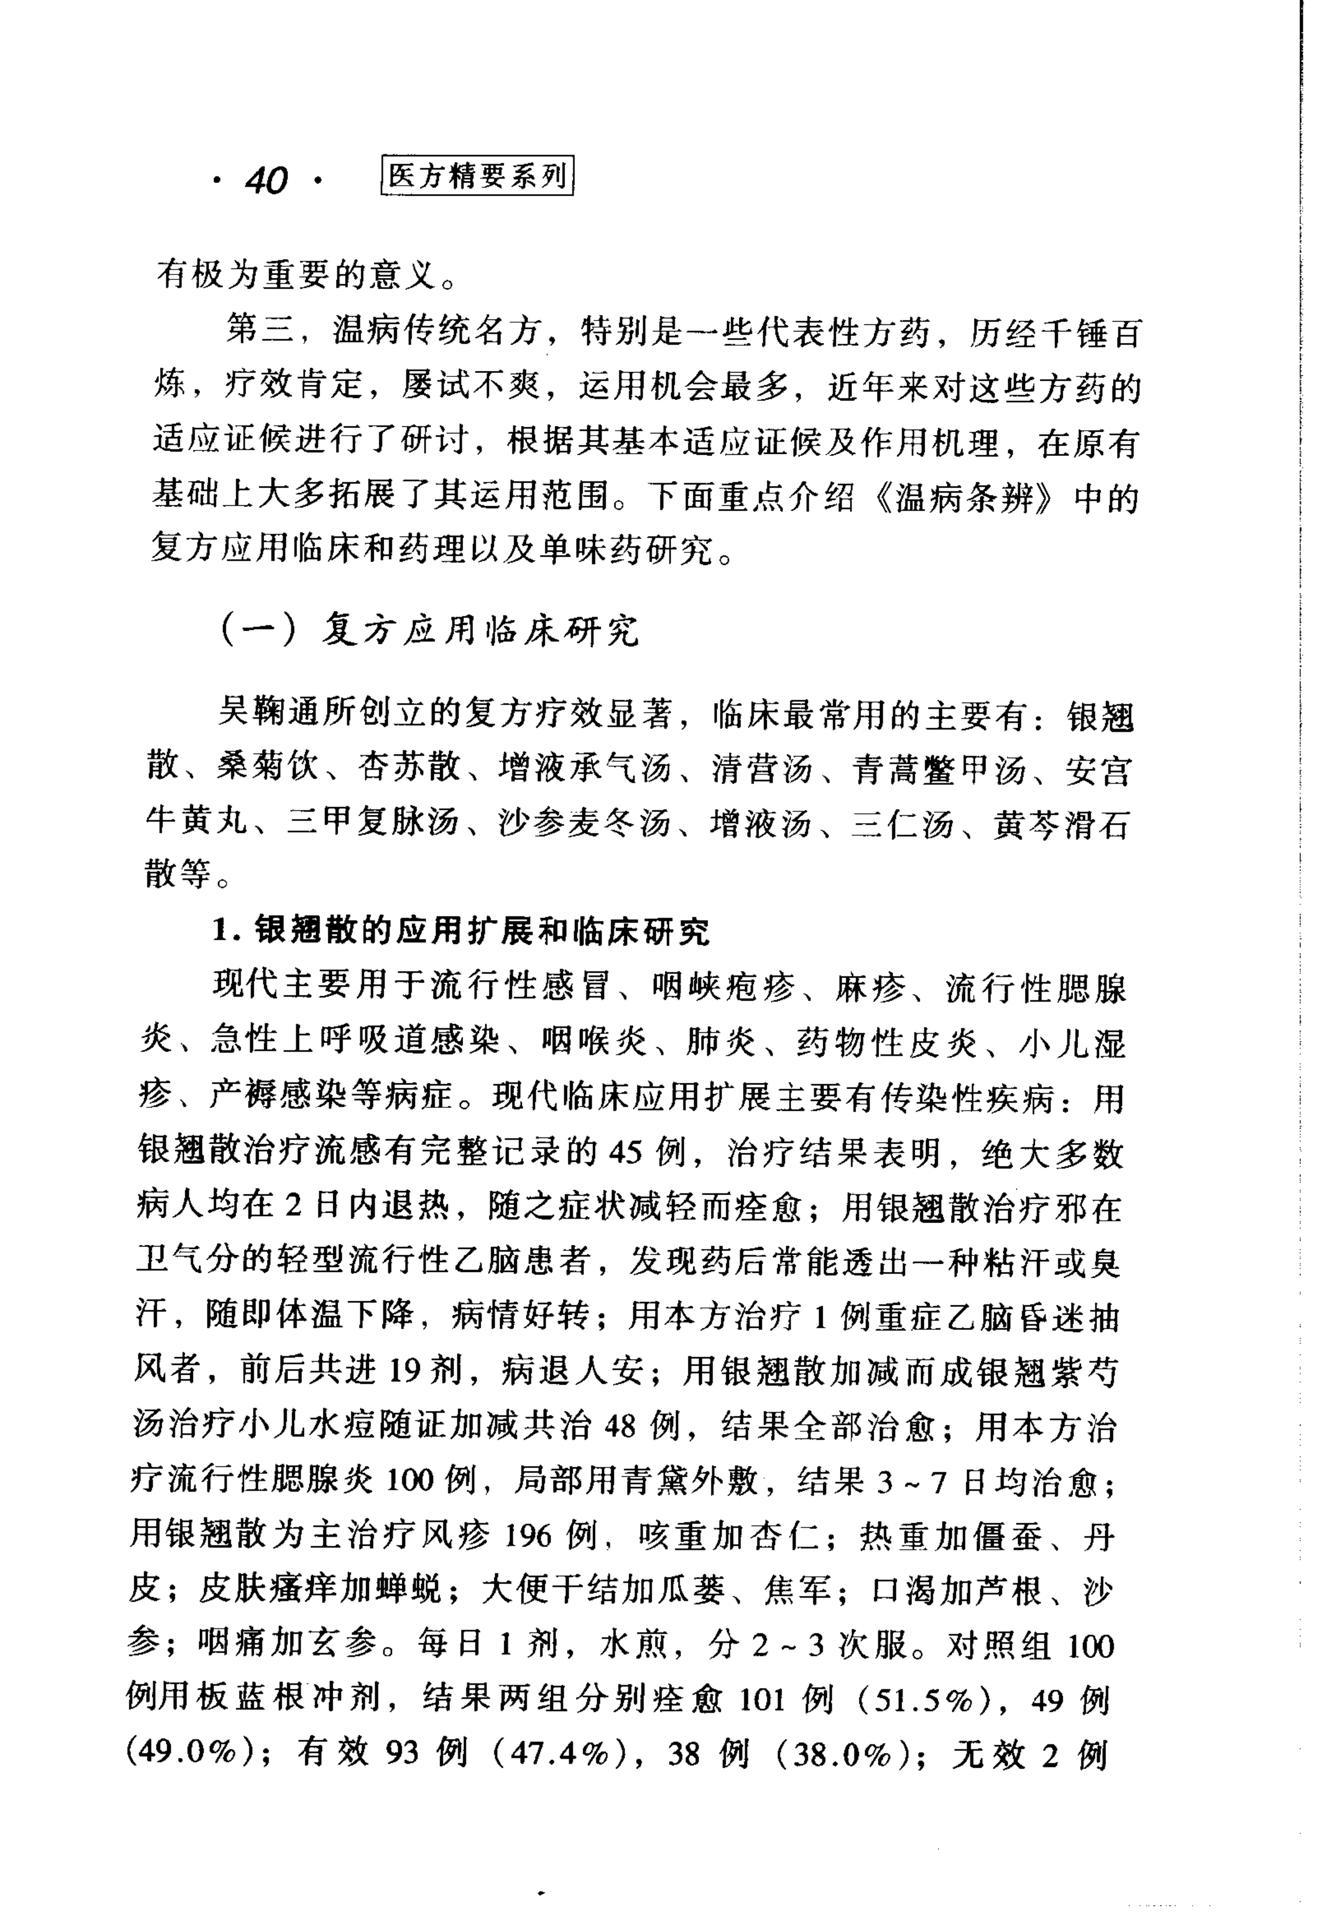 ·40· 医方精要系列
有极为重要的意义。
第三，温病传统名方，特别是一些代表性方药，历经千锤百
炼，疗效肯定，屡试不爽，运用机会最多，近年来对这些方药的
适应证候进行了研讨，根据其基本适应证候及作用机理，在原有
基础上大多拓展了其运用范围。下面重点介绍《温病条辨》中的
复方应用临床和药理以及单味药研究。
（一）复方应用临床研究
吴鞠通所创立的复方疗效显著，临床最常用的主要有：银翘
散、桑菊饮、杏苏散、增液承气汤、清营汤、青蒿鳖甲汤、安宫
牛黄丸、三甲复脉汤、沙参麦冬汤、增液汤、三仁汤、黄芩滑石
散等。
1. 银翘散的应用扩展和临床研究
现代主要用于流行性感冒、咽峡疱疹、麻疹、流行性腮腺
炎、急性上呼吸道感染、咽喉炎、肺炎、药物性皮炎、小儿湿
疹、产褥感染等病症。现代临床应用扩展主要有传染性疾病：用
银翘散治疗流感有完整记录的 45 例，治疗结果表明，绝大多数
病人均在 2 日内退热，随之症状减轻而痊愈；用银翘散治疗邪在
卫气分的轻型流行性乙脑患者，发现药后常能透出一种粘汗或臭
汗，随即体温下降，病情好转；用本方治疗 1 例重症乙脑昏迷抽
风者，前后共进 19 剂，病退人安；用银翘散加减而成银翘紫芍
汤治疗小儿水痘随证加减共治 48 例，结果全部治愈；用本方治
疗流行性腮腺炎 100 例，局部用青黛外敷，结果 3~7 日均治愈；
用银翘散为主治疗风疹 196 例，咳重加杏仁；热重加僵蚕、丹
皮；皮肤瘙痒加蝉蜕；大便干结加瓜蒌、焦军；口渴加芦根、沙
参；咽痛加玄参。每日 1 剂，水煎，分 2~3 次服。对照组 100
例用板蓝根冲剂，结果两组分别痊愈 101 例（51.5%），49 例
(49.0%)；有效 93 例（47.4%），38 例（38.0%）；无效 2 例